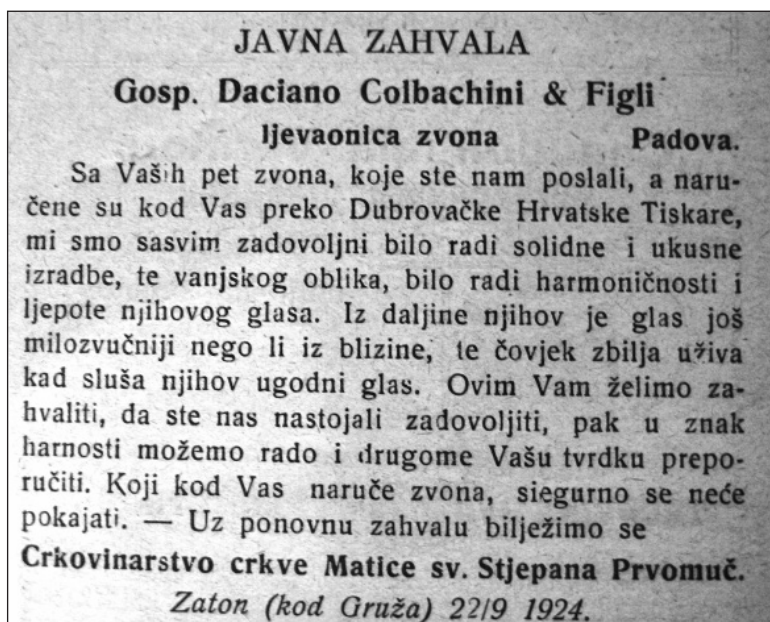 JAVNA ZAHVALA
Gosp. Daciano Colbachini & Figli
ljevaonica zvona Padova.
Sa Vaših pet zvona, koje ste nam poslali, a naru-
čene su kod Vas preko Dubrovačke Hrvatske Tiskare,
mi smo sasvim zadovoljni bilo radi solidne i ukusne
izradbe, te vanjskog oblika, bilo radi harmoničnosti i
ljepote njihovog glasa. Iz daljine njihov je glas još
milozvučniji nego li iz blizine, te čovjek zbilja uživa
kad sluša njihov ugodni glas. Ovim Vam želimo za-
hvaliti, da ste nas nastojali zadovoljiti, pak u znak
harnosti možemo rado i drugome Vašu tvrdku prepo-
ručiti. Koji kod Vas naruče zvona, siegurno se neće
pokajati. — Uz ponovnu zahvalu bilježimo se
Crkovinarstvo crkve Matice sv. Stjepana Prvomuč.
Zaton (kod Gruža) 22/9 1924.